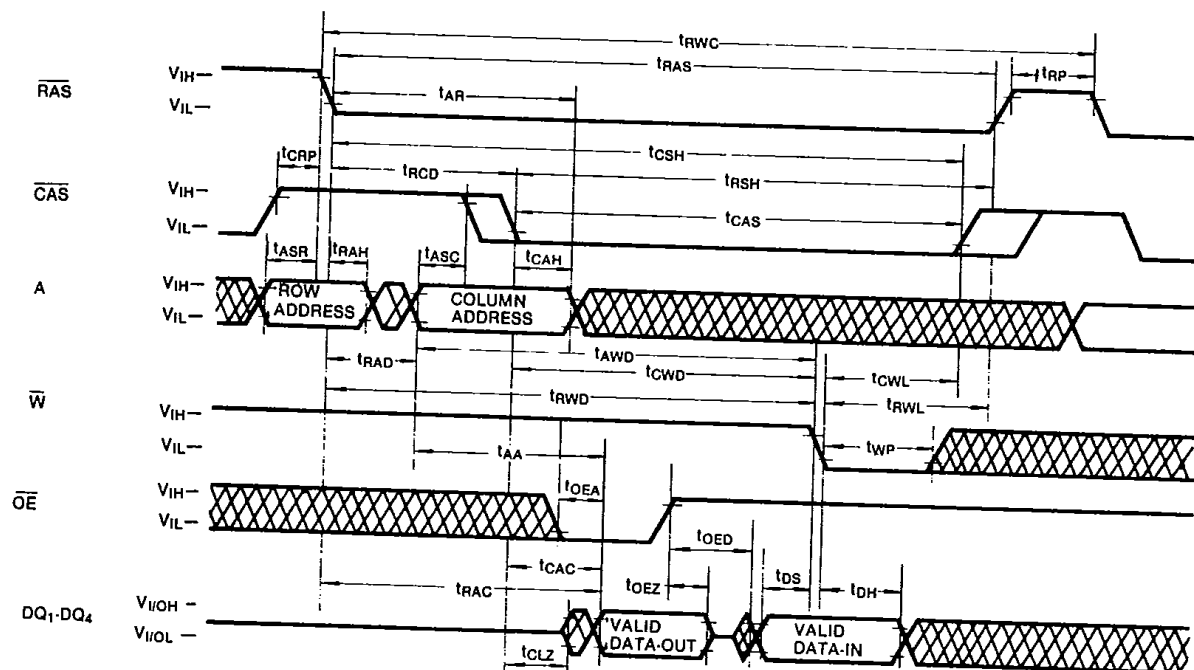 tRWC
tRAS
tRP
RAS
VIH
VIL
tAR
tCSH
tCRP
tRCD
tRSH
CAS
VIH
VIL
tCAS
tASR
tRAH
tASC
tCAH
A
VIH
VIL
ROW
ADDRESS
COLUMN
ADDRESS
tAWD
tRAD
tCWD
tCWL
tRWD
tRWL
W
VIH
VIL
tWP
tAA
tOEA
OE
VIH
VIL
tOED
tCAC
tRAC
tOEZ
tDS
tDH
DQ1-DQ4
VI/OH
VI/OL
VALID
DATA-OUT
VALID
DATA-IN
tCLZ